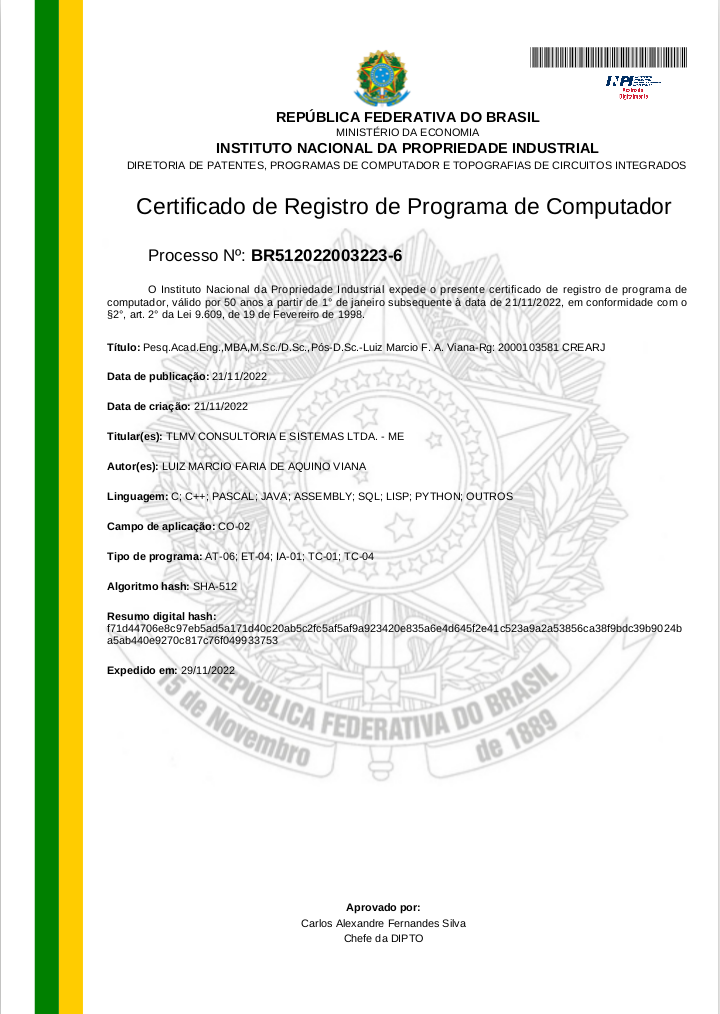 INPI
Assinado
Digitalmente
REPÚBLICA FEDERATIVA DO BRASIL
MINISTÉRIO DA ECONOMIA
INSTITUTO NACIONAL DA PROPRIEDADE INDUSTRIAL
DIRETORIA DE PATENTES, PROGRAMAS DE COMPUTADOR E TOPOGRAFIAS DE CIRCUITOS INTEGRADOS
Certificado de Registro de Programa de Computador
Processo Nº: BR512022003223-6
O Instituto Nacional da Propriedade Industrial expede o presente certificado de registro de programa de
computador, válido por 50 anos a partir de 1° de janeiro subsequente à data de 21/11/2022, em conformidade com o
§2°, art. 2° da Lei 9.609, de 19 de Fevereiro de 1998.
Título: Pesq.Acad.Eng.,MBA,M.Sc./D.Sc.,Pós-D.Sc.-Luiz Marcio F. A. Viana-Rg: 2000103581 CREARJ
Data de publicação: 21/11/2022
Data de criação: 21/11/2022
Titular(es): TLMV CONSULTORIA E SISTEMAS LTDA. - ME
Autor(es): LUIZ MARCIO FARIA DE AQUINO VIANA
Linguagem: C; C++; PASCAL; JAVA; ASSEMBLY; SQL; LISP; PYTHON; OUTROS
Campo de aplicação: CO-02
Tipo de programa: AT-06; ET-04; IA-01; TC-01; TC-04
Algoritmo hash: SHA-512
Resumo digital hash:
f71d44706e8c97eb5ad5a171d40c20ab5c2fc5af5af9a923420e835a6e4d645f2e41c523a9a2a53856ca38f9bdc39b9024b
a5ab440e9270c817c76f049933753
Expedido em: 29/11/2022
REPÚBLICA FEDERATIVA DO BRASIL
15 de Novembro
de 1889
Aprovado por:
Carlos Alexandre Fernandes Silva
Chefe da DIPTO